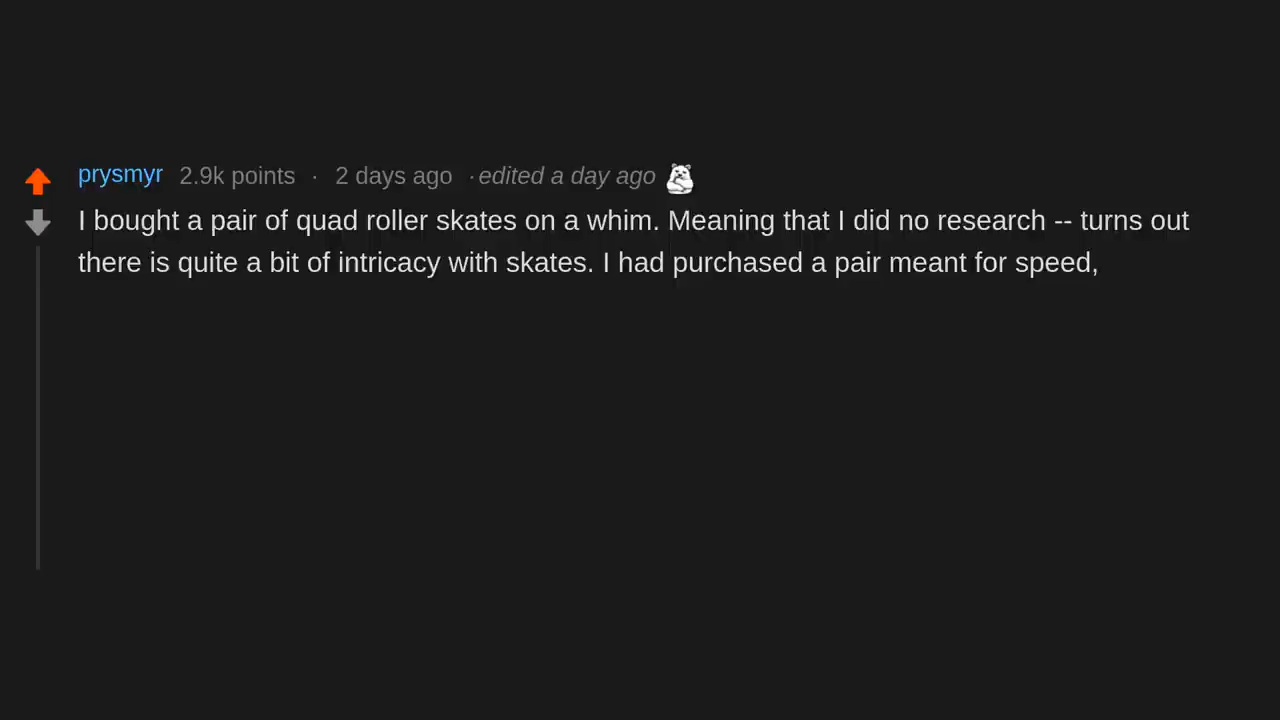 prysmyr 2.9k points · 2 days ago · edited a day ago
I bought a pair of quad roller skates on a whim. Meaning that I did no research -- turns out
there is quite a bit of intricacy with skates. I had purchased a pair meant for speed,